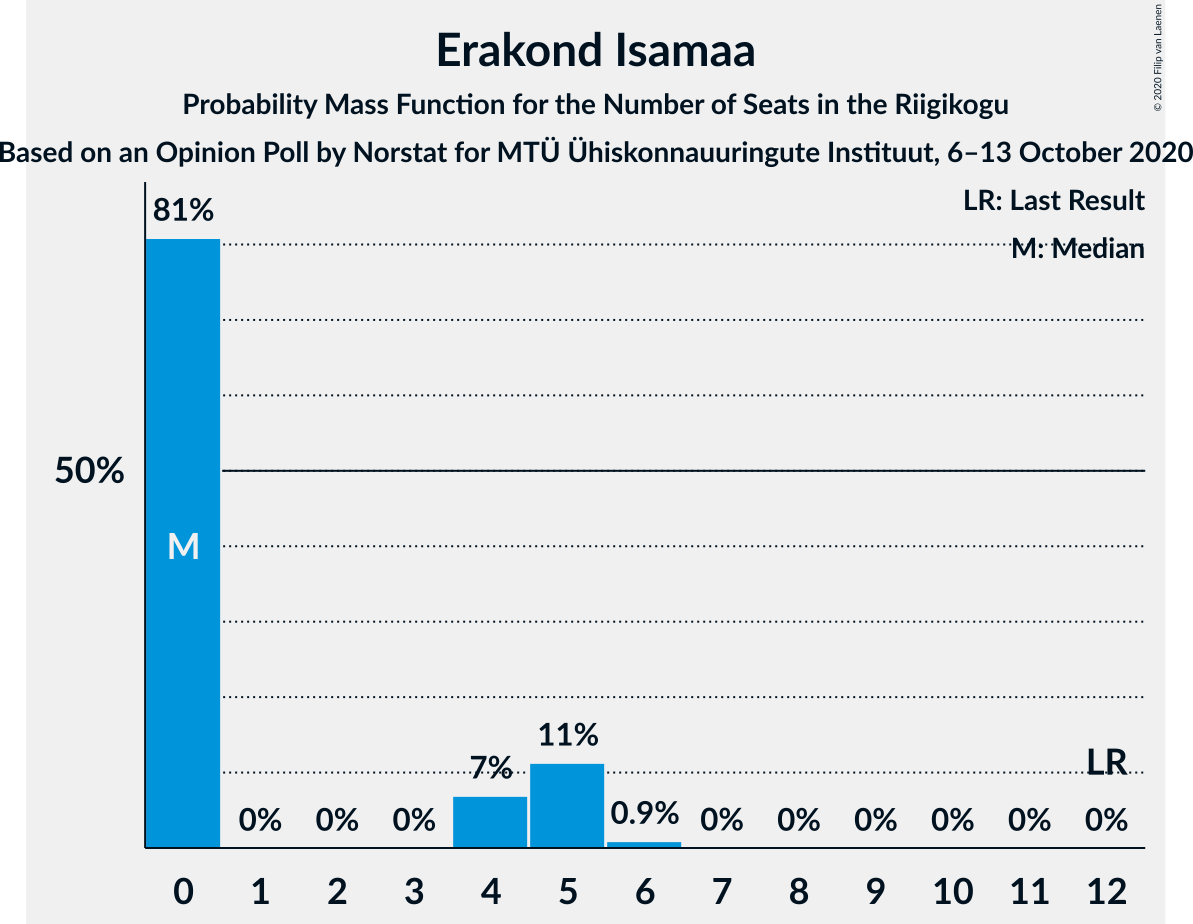 Erakond Isamaa
Probability Mass Function for the Number of Seats in the Riigikogu
Based on an Opinion Poll by Norstat for MTÜ Ühiskonnauuringute Instituut, 6–13 October 2020
© 2020 Filip van Laenen
LR: Last Result
M: Median
81%
50%
M
11%
7%
LR
0% 0% 0% 0.9% 0% 0% 0% 0% 0% 0%
0 1 2 3 4 5 6 7 8 9 10 11 12